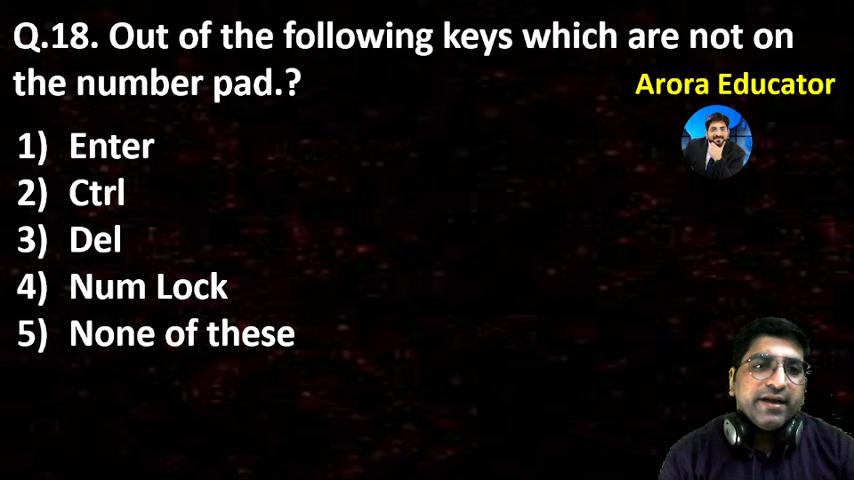 Q.18. Out of the following keys which are not on
the number pad.?
Arora Educator
1) Enter
2) Ctrl
3) Del
4) Num Lock
5) None of these